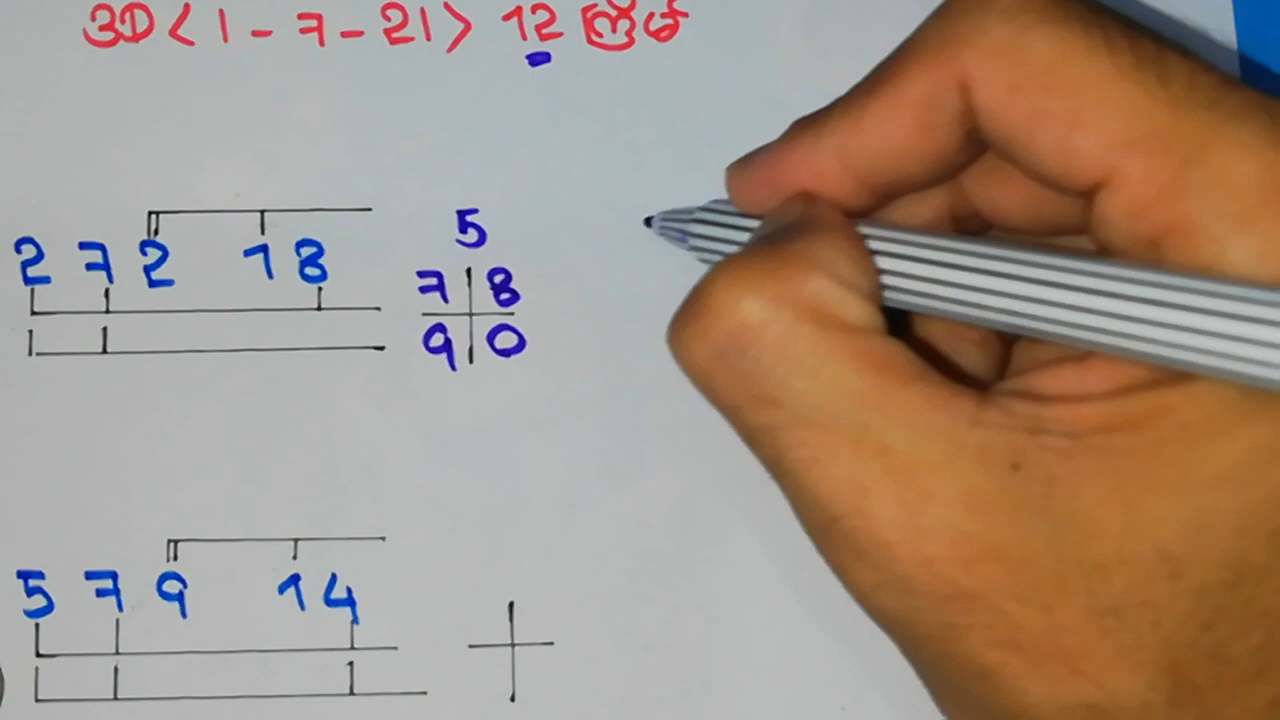 3D < 1 - 7 - 21 > 12
2 7 2 1 8
5
7 8
9 0
5 7 9 1 4